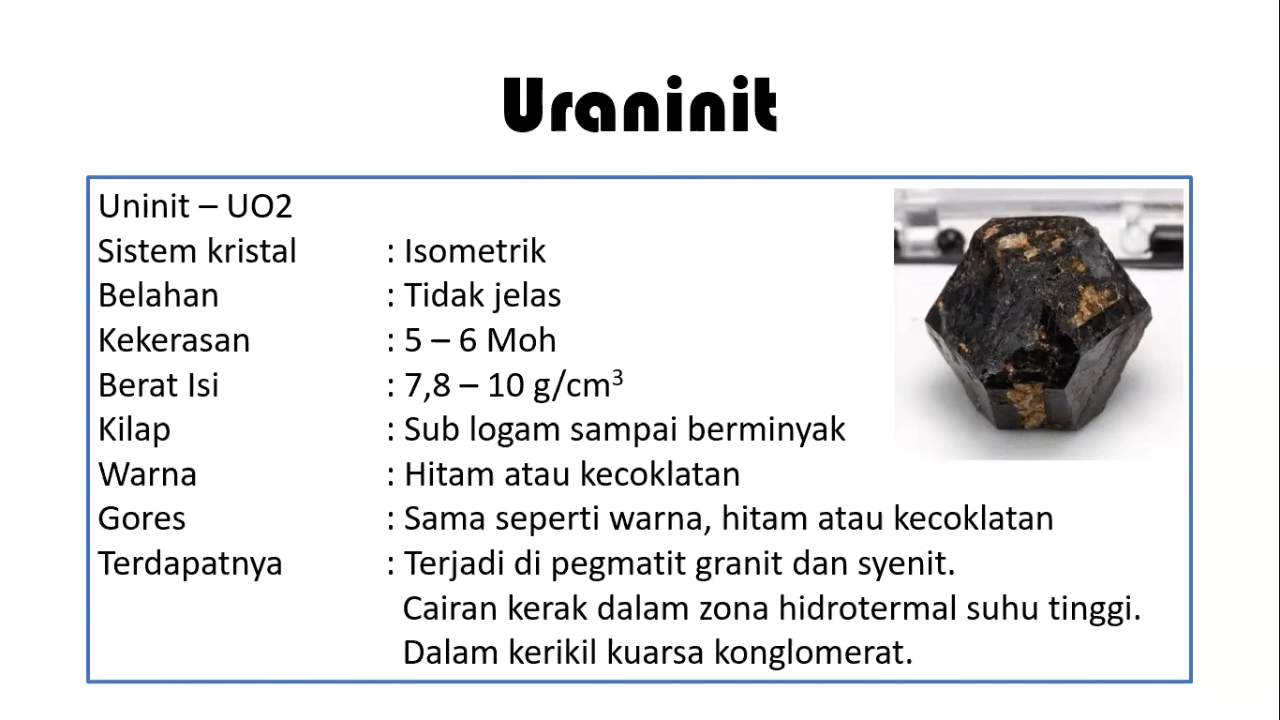 Uraninit
Uninit – UO2
Sistem kristal : Isometrik
Belahan : Tidak jelas
Kekerasan : 5 – 6 Moh
Berat Isi : 7,8 – 10 g/cm³
Kilap : Sub logam sampai berminyak
Warna : Hitam atau kecoklatan
Gores : Sama seperti warna, hitam atau kecoklatan
Terdapatnya : Terjadi di pegmatit granit dan syenit.
Cairan kerak dalam zona hidrotermal suhu tinggi.
Dalam kerikil kuarsa konglomerat.